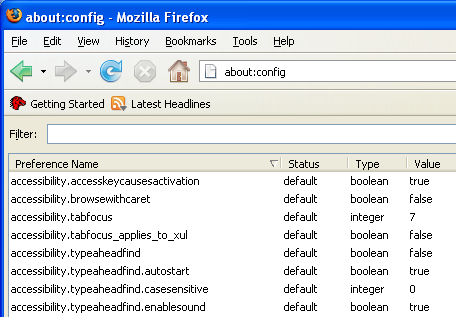 about:config - Mozilla Firefox
File Edit View History Bookmarks Tools Help
about:config
Getting Started Latest Headlines
Filter:
Preference Name Status Type Value
accessibility.accesskeycausesactivation default boolean true
accessibility.browsewithcaret default boolean false
accessibility.tabfocus default integer 7
accessibility.tabfocus_applies_to_xul default boolean false
accessibility.typeaheadfind default boolean false
accessibility.typeaheadfind.autostart default boolean true
accessibility.typeaheadfind.casesensitive default integer 0
accessibility.typeaheadfind.enablesound default boolean true